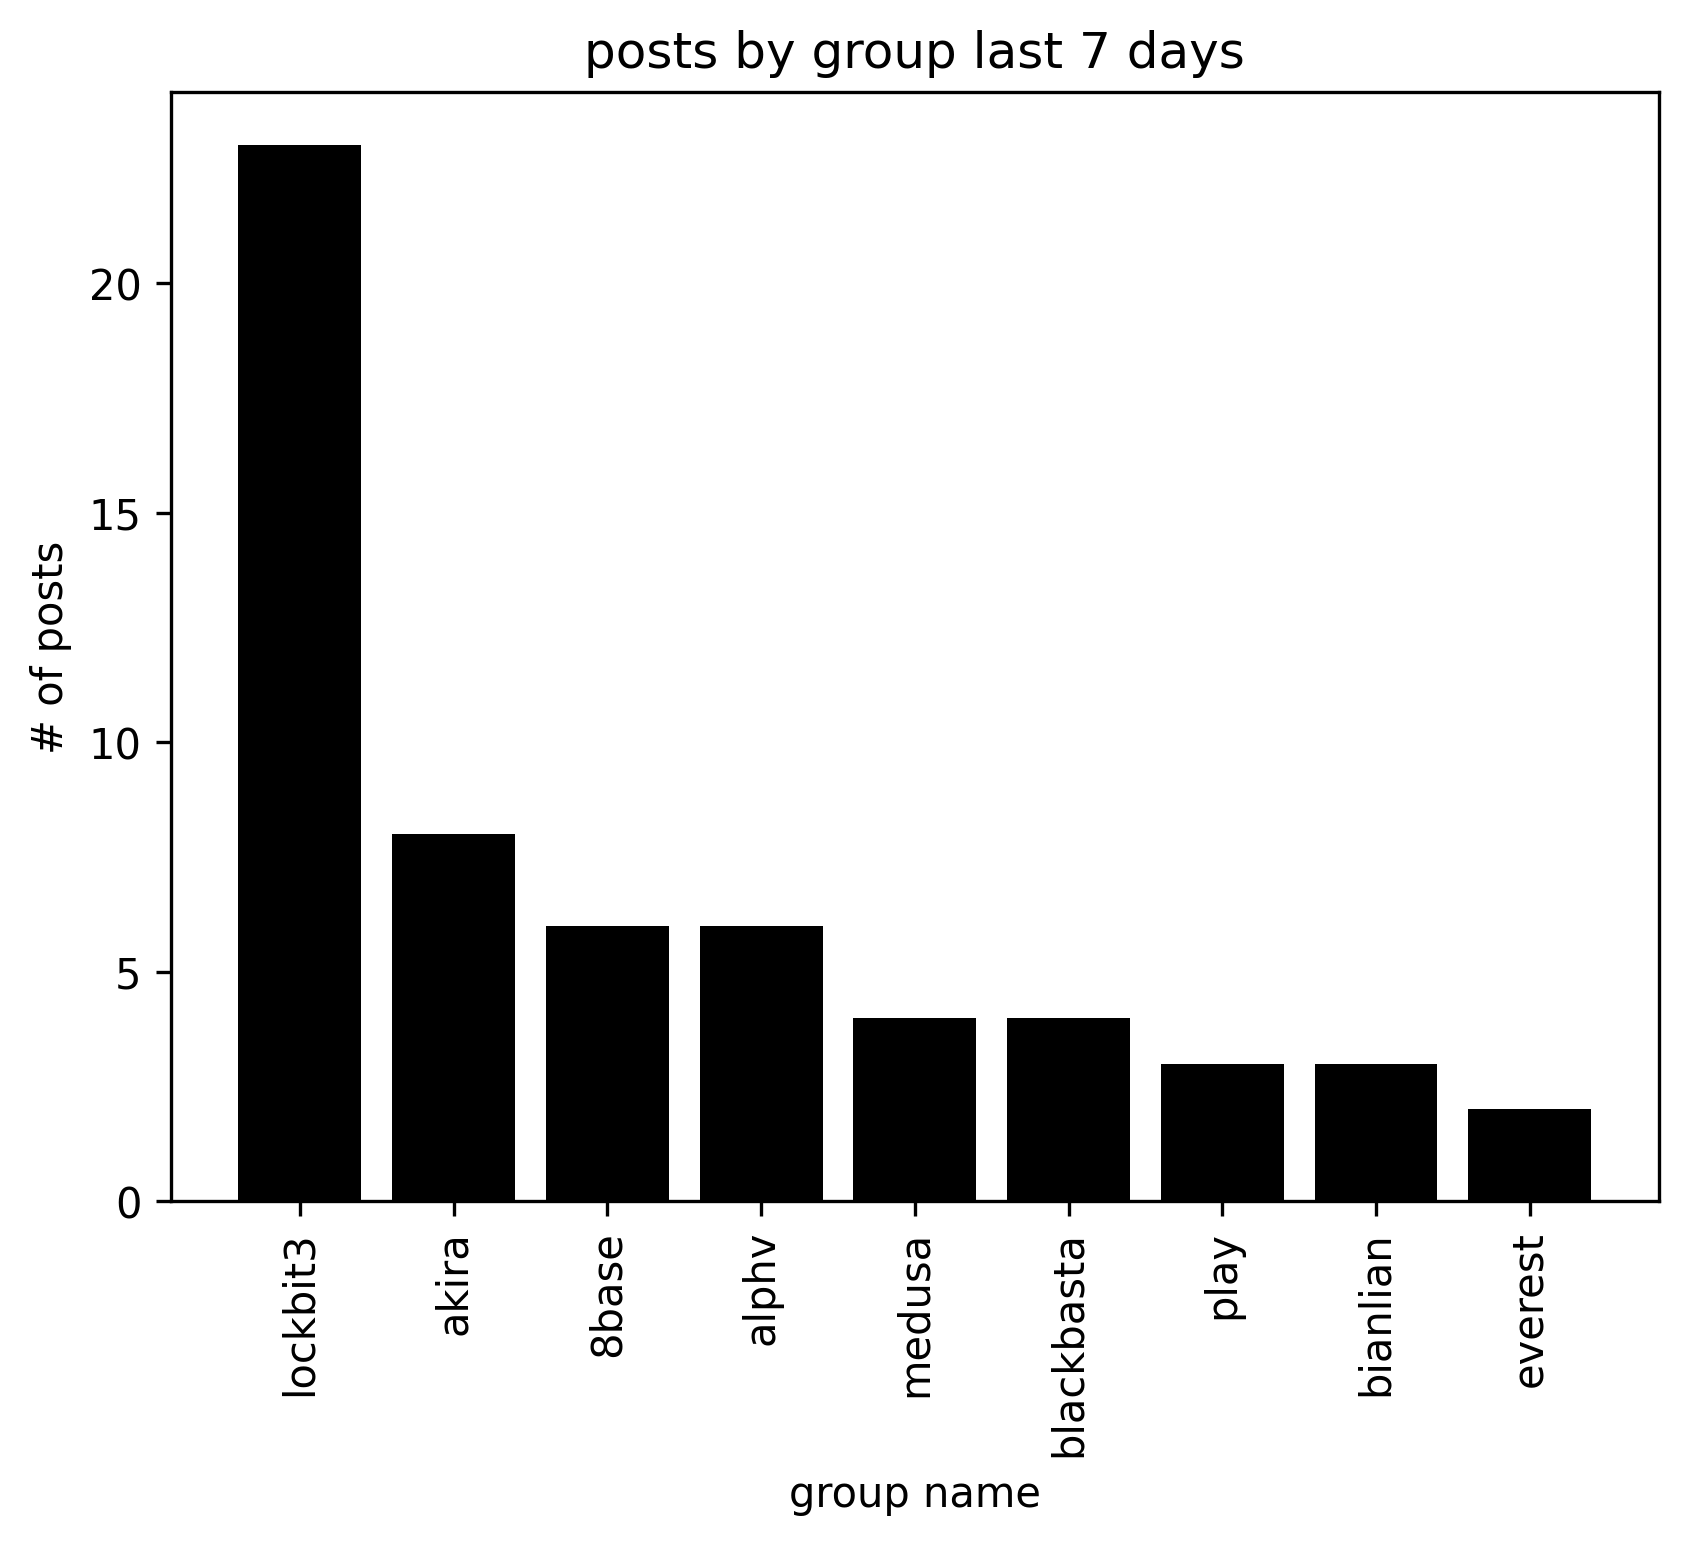 posts by group last 7 days
# of posts
20
15
10
5
0
lockbit3
akira
8base
alphv
medusa
blackbasta
play
bianlian
everest
group name